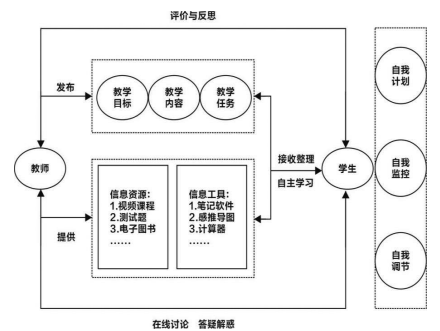 评价与反思
发布
教学
目标
教学
内容
教学
任务
自我
计划
教师
接收整理
自主学习
学生
自我
监控
信息资源：
1.视频课程
2.测试题
3.电子图书
……
信息工具：
1.笔记软件
2.感推导图
3.计算器
……
提供
自我
调节
在线讨论 答疑解惑